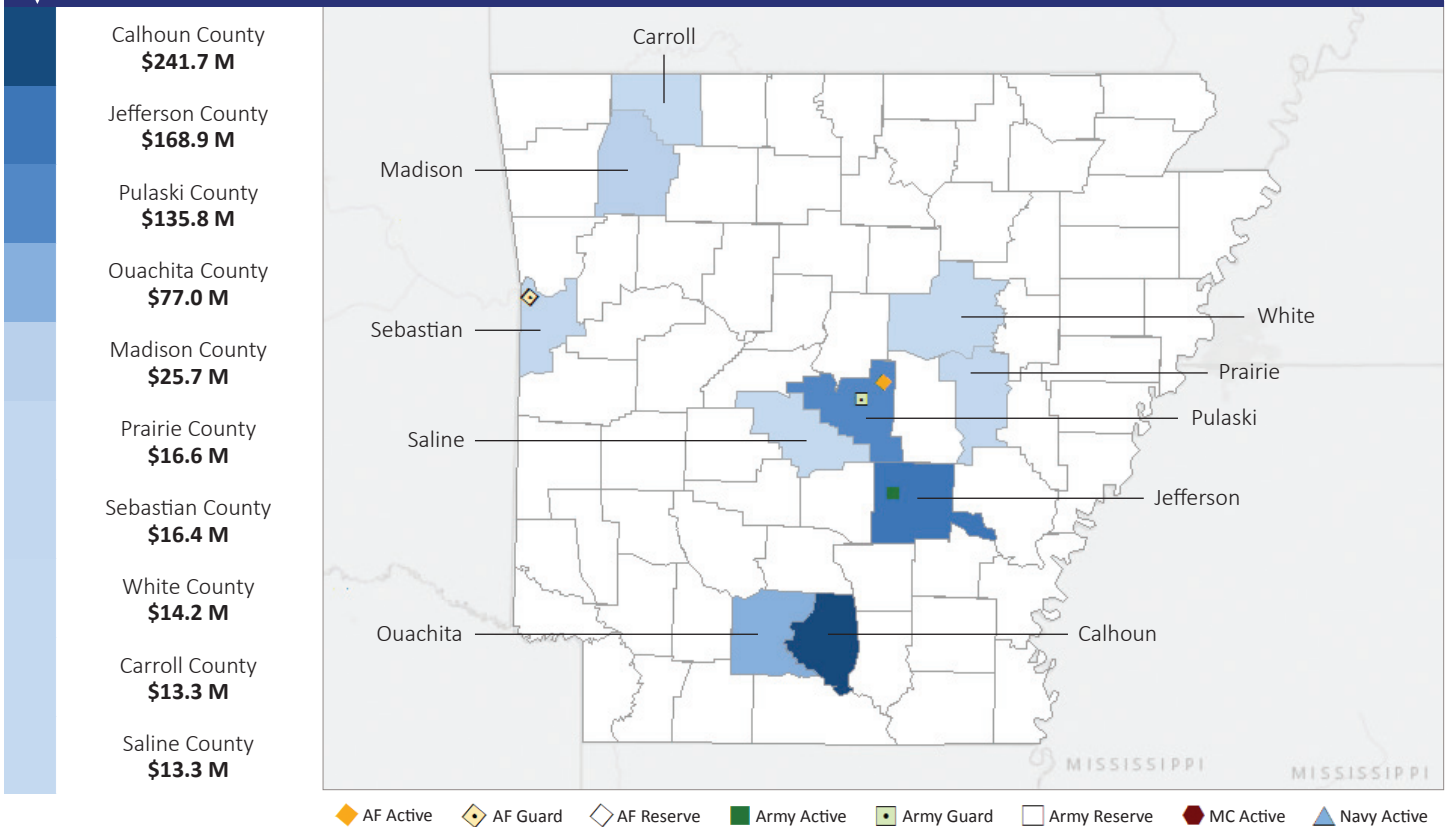 Calhoun County
$241.7 M
Jefferson County
$168.9 M
Pulaski County
$135.8 M
Ouachita County
$77.0 M
Madison County
$25.7 M
Prairie County
$16.6 M
Sebastian County
$16.4 M
White County
$14.2 M
Carroll County
$13.3 M
Saline County
$13.3 M
Carroll
Madison
Sebastian
White
Prairie
Pulaski
Saline
Jefferson
Ouachita
Calhoun
MISSISSIPPI
MISSISSIPPI
AF Active
AF Guard
AF Reserve
Army Active
Army Guard
Army Reserve
MC Active
Navy Active